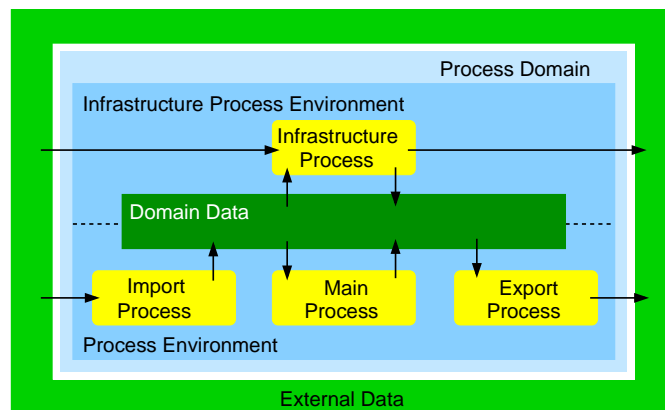 Process Domain
Infrastructure Process Environment
Infrastructure
Process
Domain Data
Import
Process
Main
Process
Export
Process
Process Environment
External Data